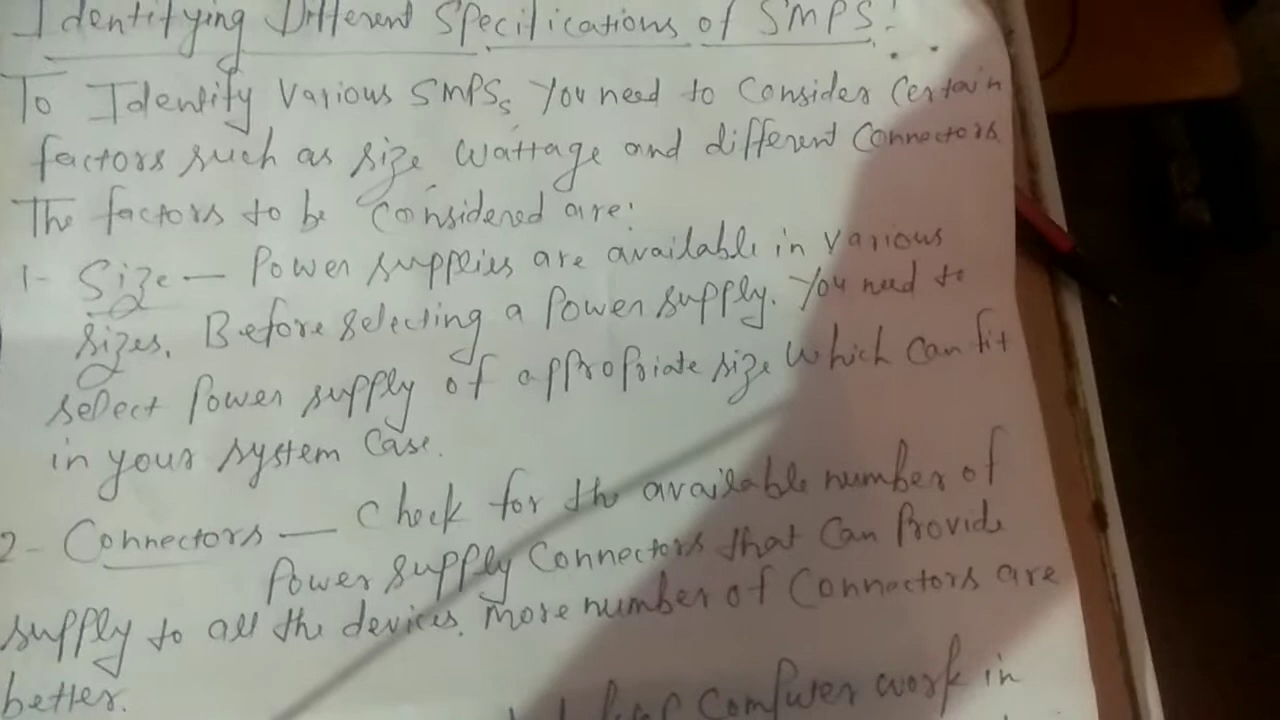 Identifying Different Specifications of SMPS:
To Identify Various SMPS, You need to Consider Certain
factors such as size wattage and different Connectors.
The factors to be Considered are:
1- Size — Power supplies are available in various
sizes. Before selecting a Power supply. You need to
select Power supply of appropriate size which can fit
in your system Case.
2- Connectors — Check for the available number of
Power supply Connectors that Can Provide
supply to all the devices. More number of Connectors are
better.
work in